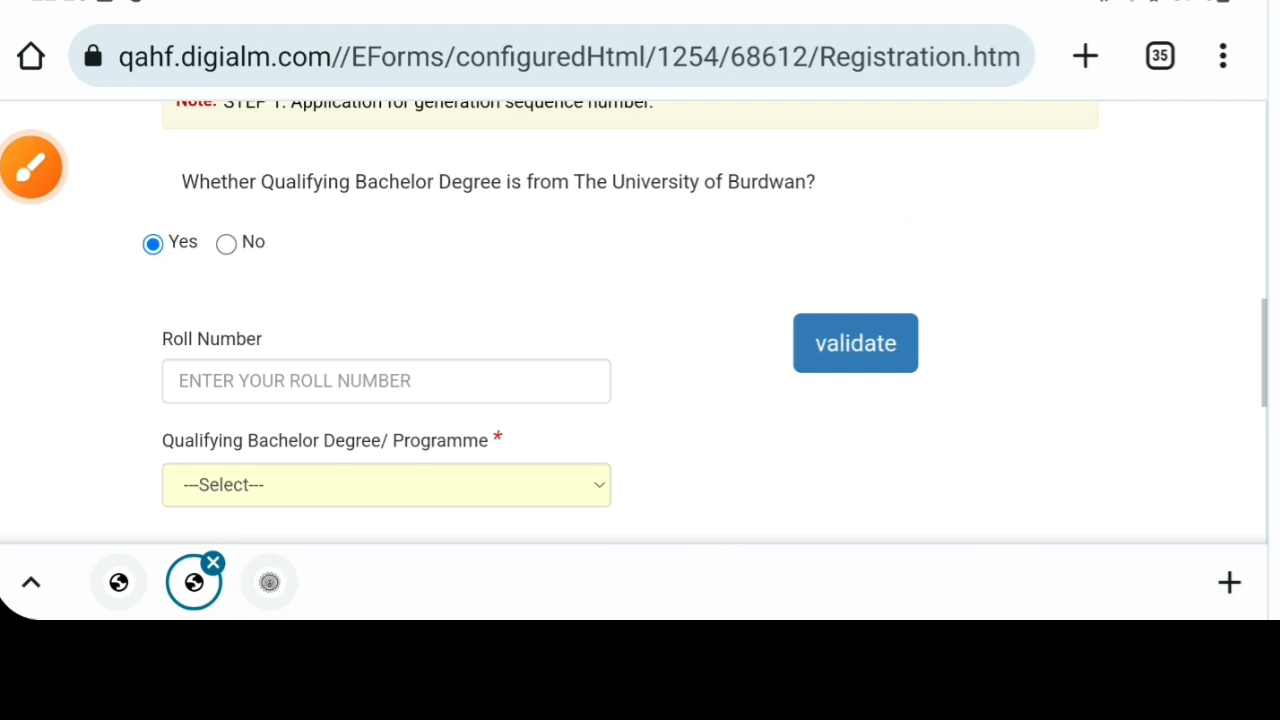 qahf.digialm.com//EForms/configuredHtml/1254/68612/Registration.htm
35
Note: STEP 1: Application for generation sequence number.
Whether Qualifying Bachelor Degree is from The University of Burdwan?
Yes No
Roll Number
validate
ENTER YOUR ROLL NUMBER
Qualifying Bachelor Degree/ Programme *
---Select---